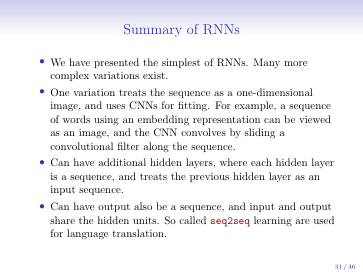 Summary of RNNs
• We have presented the simplest of RNNs. Many more
complex variations exist.
• One variation treats the sequence as a one-dimensional
image, and uses CNNs for fitting. For example, a sequence
of words using an embedding representation can be viewed
as an image, and the CNN convolves by sliding a
convolutional filter along the sequence.
• Can have additional hidden layers, where each hidden layer
is a sequence, and treats the previous hidden layer as an
input sequence.
• Can have output also be a sequence, and input and output
share the hidden units. So called seq2seq learning are used
for language translation.
31 / 46